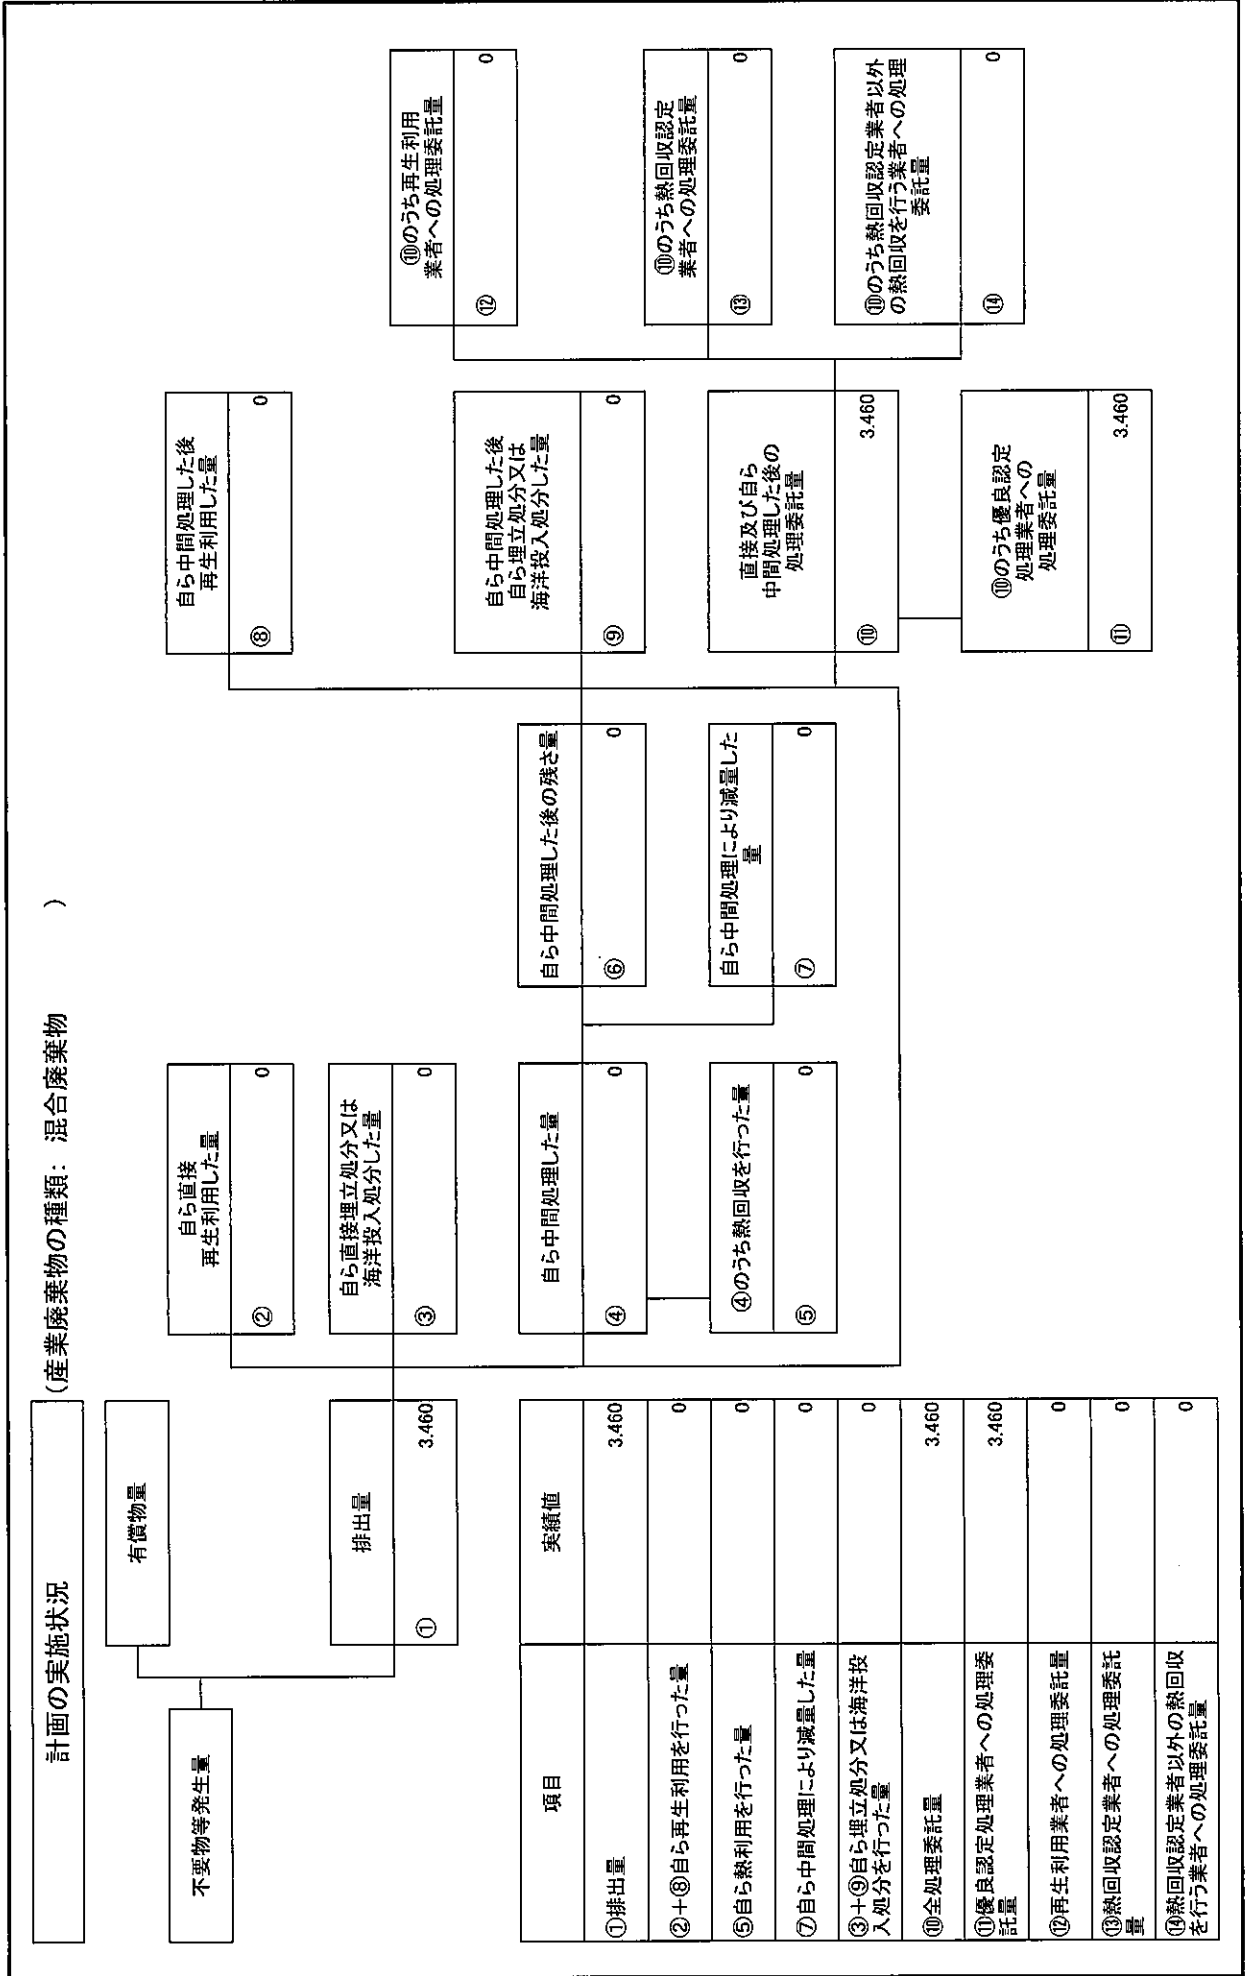 計画の実施状況
(産業廃棄物の種類： 混合廃棄物 )
不要物等発生量
有償物量
排出量
① 3.460
自ら直接
再生利用した量
② 0
自ら直接埋立処分又は
海洋投入処分した量
③ 0
自ら中間処理した量
④ 0
④のうち熱回収を行った量
⑤ 0
自ら中間処理した後の残さ量
⑥ 0
自ら中間処理により減量した
量
⑦ 0
自ら中間処理した後
再生利用した量
⑧ 0
自ら中間処理した後
自ら埋立処分又は
海洋投入処分した量
⑨ 0
直接及び自ら
中間処理した後の
処理委託量
⑩ 3.460
⑩のうち優良認定
処理業者への
処理委託量
⑪ 3.460
⑩のうち再生利用
業者への処理委託量
⑫ 0
⑩のうち熱回収認定
業者への処理委託量
⑬ 0
⑩のうち熱回収認定業者以外
の熱回収を行う業者への処理
委託量
⑭ 0
項目 実績値
①排出量 3.460
②+⑧自ら再生利用を行った量 0
⑤自ら熱利用を行った量 0
⑦自ら中間処理により減量した量 0
③+⑨自ら埋立処分又は海洋投
入処分を行った量 0
⑩全処理委託量 3.460
⑪優良認定処理業者への処理委
託量 3.460
⑫再生利用業者への処理委託量 0
⑬熱回収認定業者への処理委託
量 0
⑭熱回収認定業者以外の熱回収
を行う業者への処理委託量 0